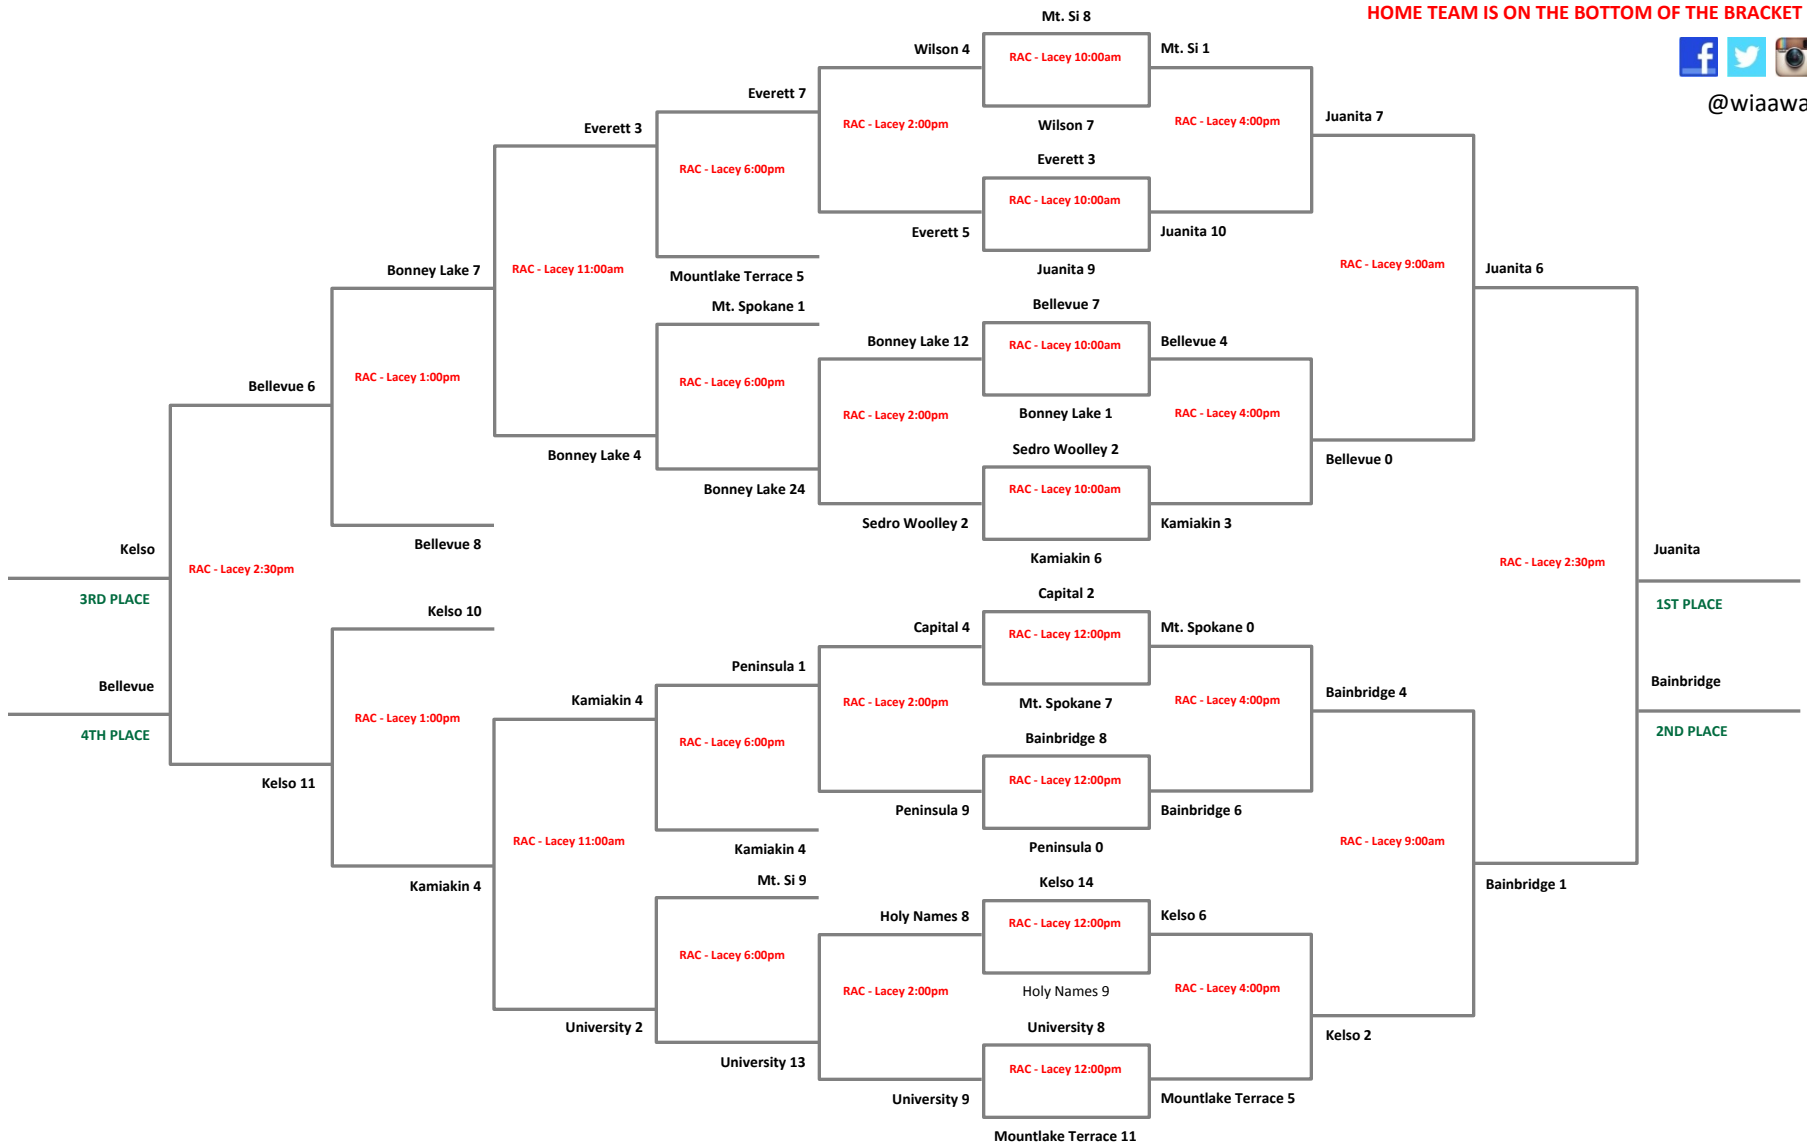 HOME TEAM IS ON THE BOTTOM OF THE BRACKET
@wiaawa
Mt. Si 8
Wilson 4
RAC - Lacey 10:00am
Mt. Si 1
Everett 7
Everett 3
RAC - Lacey 2:00pm
Wilson 7
RAC - Lacey 4:00pm
Juanita 7
RAC - Lacey 6:00pm
Everett 3
RAC - Lacey 10:00am
Everett 5
Juanita 10
Bonney Lake 7
RAC - Lacey 11:00am
Mountlake Terrace 5
Juanita 9
RAC - Lacey 9:00am
Juanita 6
Mt. Spokane 1
Bellevue 7
Bonney Lake 12
RAC - Lacey 10:00am
Bellevue 4
Bellevue 6
RAC - Lacey 1:00pm
RAC - Lacey 6:00pm
RAC - Lacey 2:00pm
Bonney Lake 1
RAC - Lacey 4:00pm
Bonney Lake 4
Sedro Woolley 2
Bellevue 0
Bonney Lake 24
RAC - Lacey 10:00am
Sedro Woolley 2
Kamiakin 3
Kelso
Bellevue 8
Kamiakin 6
Juanita
RAC - Lacey 2:30pm
RAC - Lacey 2:30pm
3RD PLACE
Kelso 10
Capital 2
1ST PLACE
Capital 4
RAC - Lacey 12:00pm
Mt. Spokane 0
Bellevue
Peninsula 1
Bainbridge
Kamiakin 4
RAC - Lacey 2:00pm
Mt. Spokane 7
RAC - Lacey 4:00pm
Bainbridge 4
4TH PLACE
RAC - Lacey 1:00pm
RAC - Lacey 6:00pm
Bainbridge 8
2ND PLACE
Kelso 11
RAC - Lacey 12:00pm
Peninsula 9
Bainbridge 6
RAC - Lacey 11:00am
Kamiakin 4
Peninsula 0
RAC - Lacey 9:00am
Kamiakin 4
Mt. Si 9
Kelso 14
Bainbridge 1
Holy Names 8
RAC - Lacey 12:00pm
Kelso 6
RAC - Lacey 6:00pm
RAC - Lacey 2:00pm
Holy Names 9
RAC - Lacey 4:00pm
University 2
University 8
Kelso 2
University 13
RAC - Lacey 12:00pm
University 9
Mountlake Terrace 5
Mountlake Terrace 11